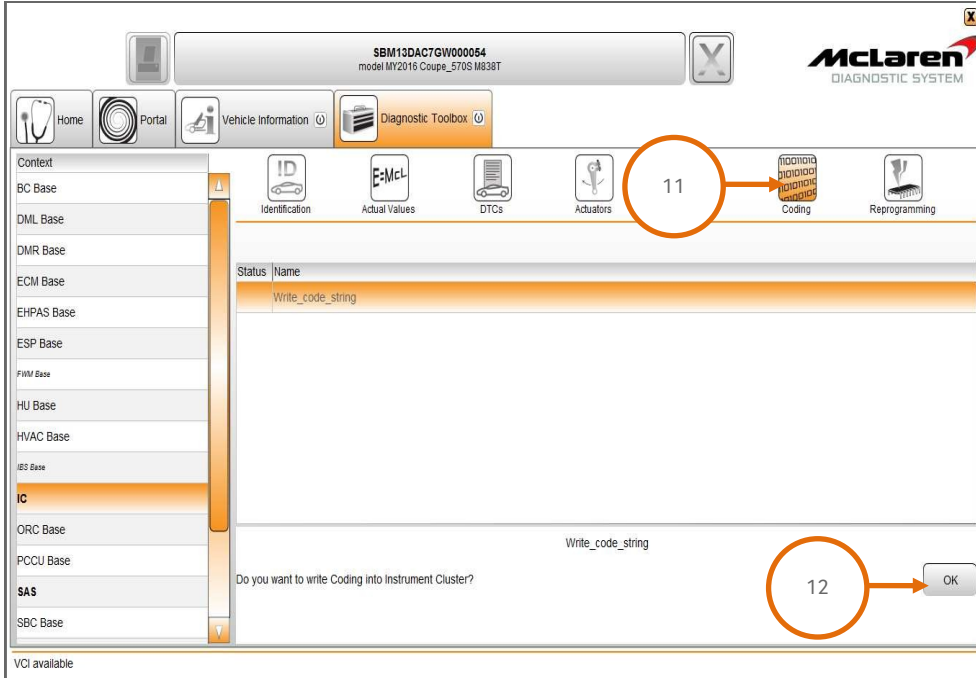 X
SBM13DAC7GW000054
model MY2016 Coupe_570S M838T
X
McLaren
DIAGNOSTIC SYSTEM
Home
Portal
Vehicle Information
Diagnostic Toolbox
Context
BC Base
DML Base
DMR Base
ECM Base
EHPAS Base
ESP Base
FWM Base
HU Base
HVAC Base
IBS Base
IC
ORC Base
PCCU Base
SAS
SBC Base
ID
Identification
E=McL
Actual Values
DTCs
Actuators
11
Coding
Reprogramming
Status Name
Write_code_string
Write_code_string
Do you want to write Coding into Instrument Cluster?
12
OK
VCI available